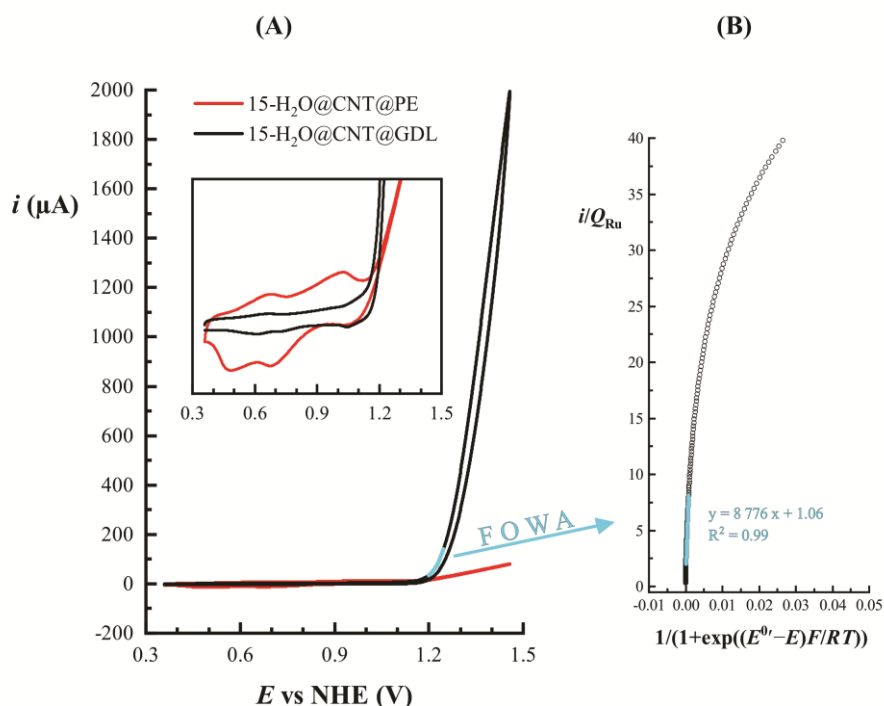 (A)
(B)
15-H₂O@CNT@PE
15-H₂O@CNT@GDL
i (μA)
2000
1800
1600
1400
1200
1000
800
600
400
200
0
-200
0.3 0.6 0.9 1.2 1.5
0.3 0.6 0.9 1.2 1.5
E vs NHE (V)
FOWA
i/Q_Ru
40
35
30
25
20
15
10
5
0
y = 8 776 x + 1.06
R² = 0.99
-0.01 0.00 0.01 0.02 0.03 0.04 0.05
1/(1+exp((E⁰'−E)F/RT))